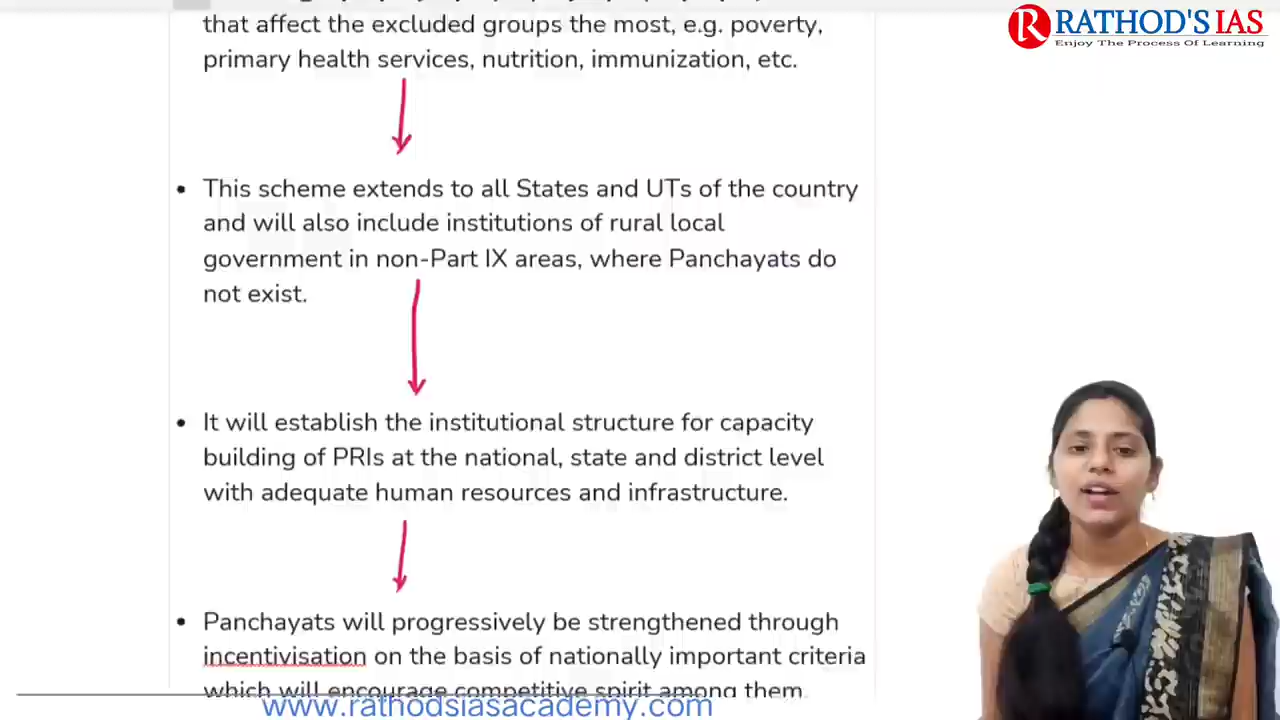 RATHOD'S IAS
Enjoy The Process Of Learning
that affect the excluded groups the most, e.g. poverty,
primary health services, nutrition, immunization, etc.
• This scheme extends to all States and UTs of the country
and will also include institutions of rural local
government in non-Part IX areas, where Panchayats do
not exist.
• It will establish the institutional structure for capacity
building of PRIs at the national, state and district level
with adequate human resources and infrastructure.
• Panchayats will progressively be strengthened through
incentivisation on the basis of nationally important criteria
which will encourage competitive spirit among them.
www.rathodsiasacademy.com